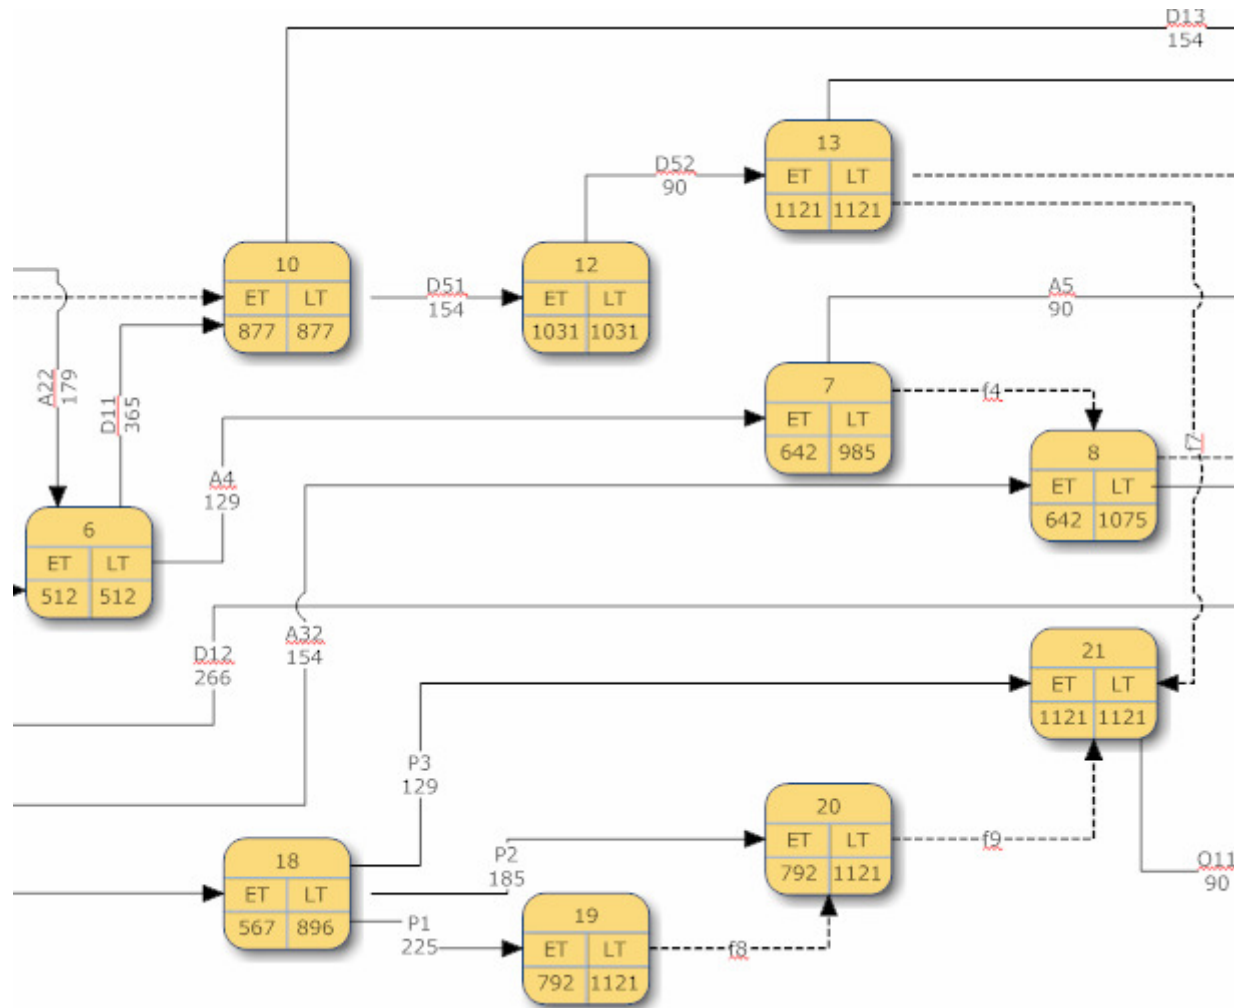 D13
154
13
ET LT
1121 1121
D52
90
10
ET LT
877 877
D51
154
12
ET LT
1031 1031
A5
90
A22
179
D11
365
7
ET LT
642 985
f4
f7
8
ET LT
642 1075
A4
129
6
ET LT
512 512
D12
266
A32
154
21
ET LT
1121 1121
P3
129
20
ET LT
792 1121
f9
18
ET LT
567 896
P2
185
O11
90
P1
225
19
ET LT
792 1121
f8